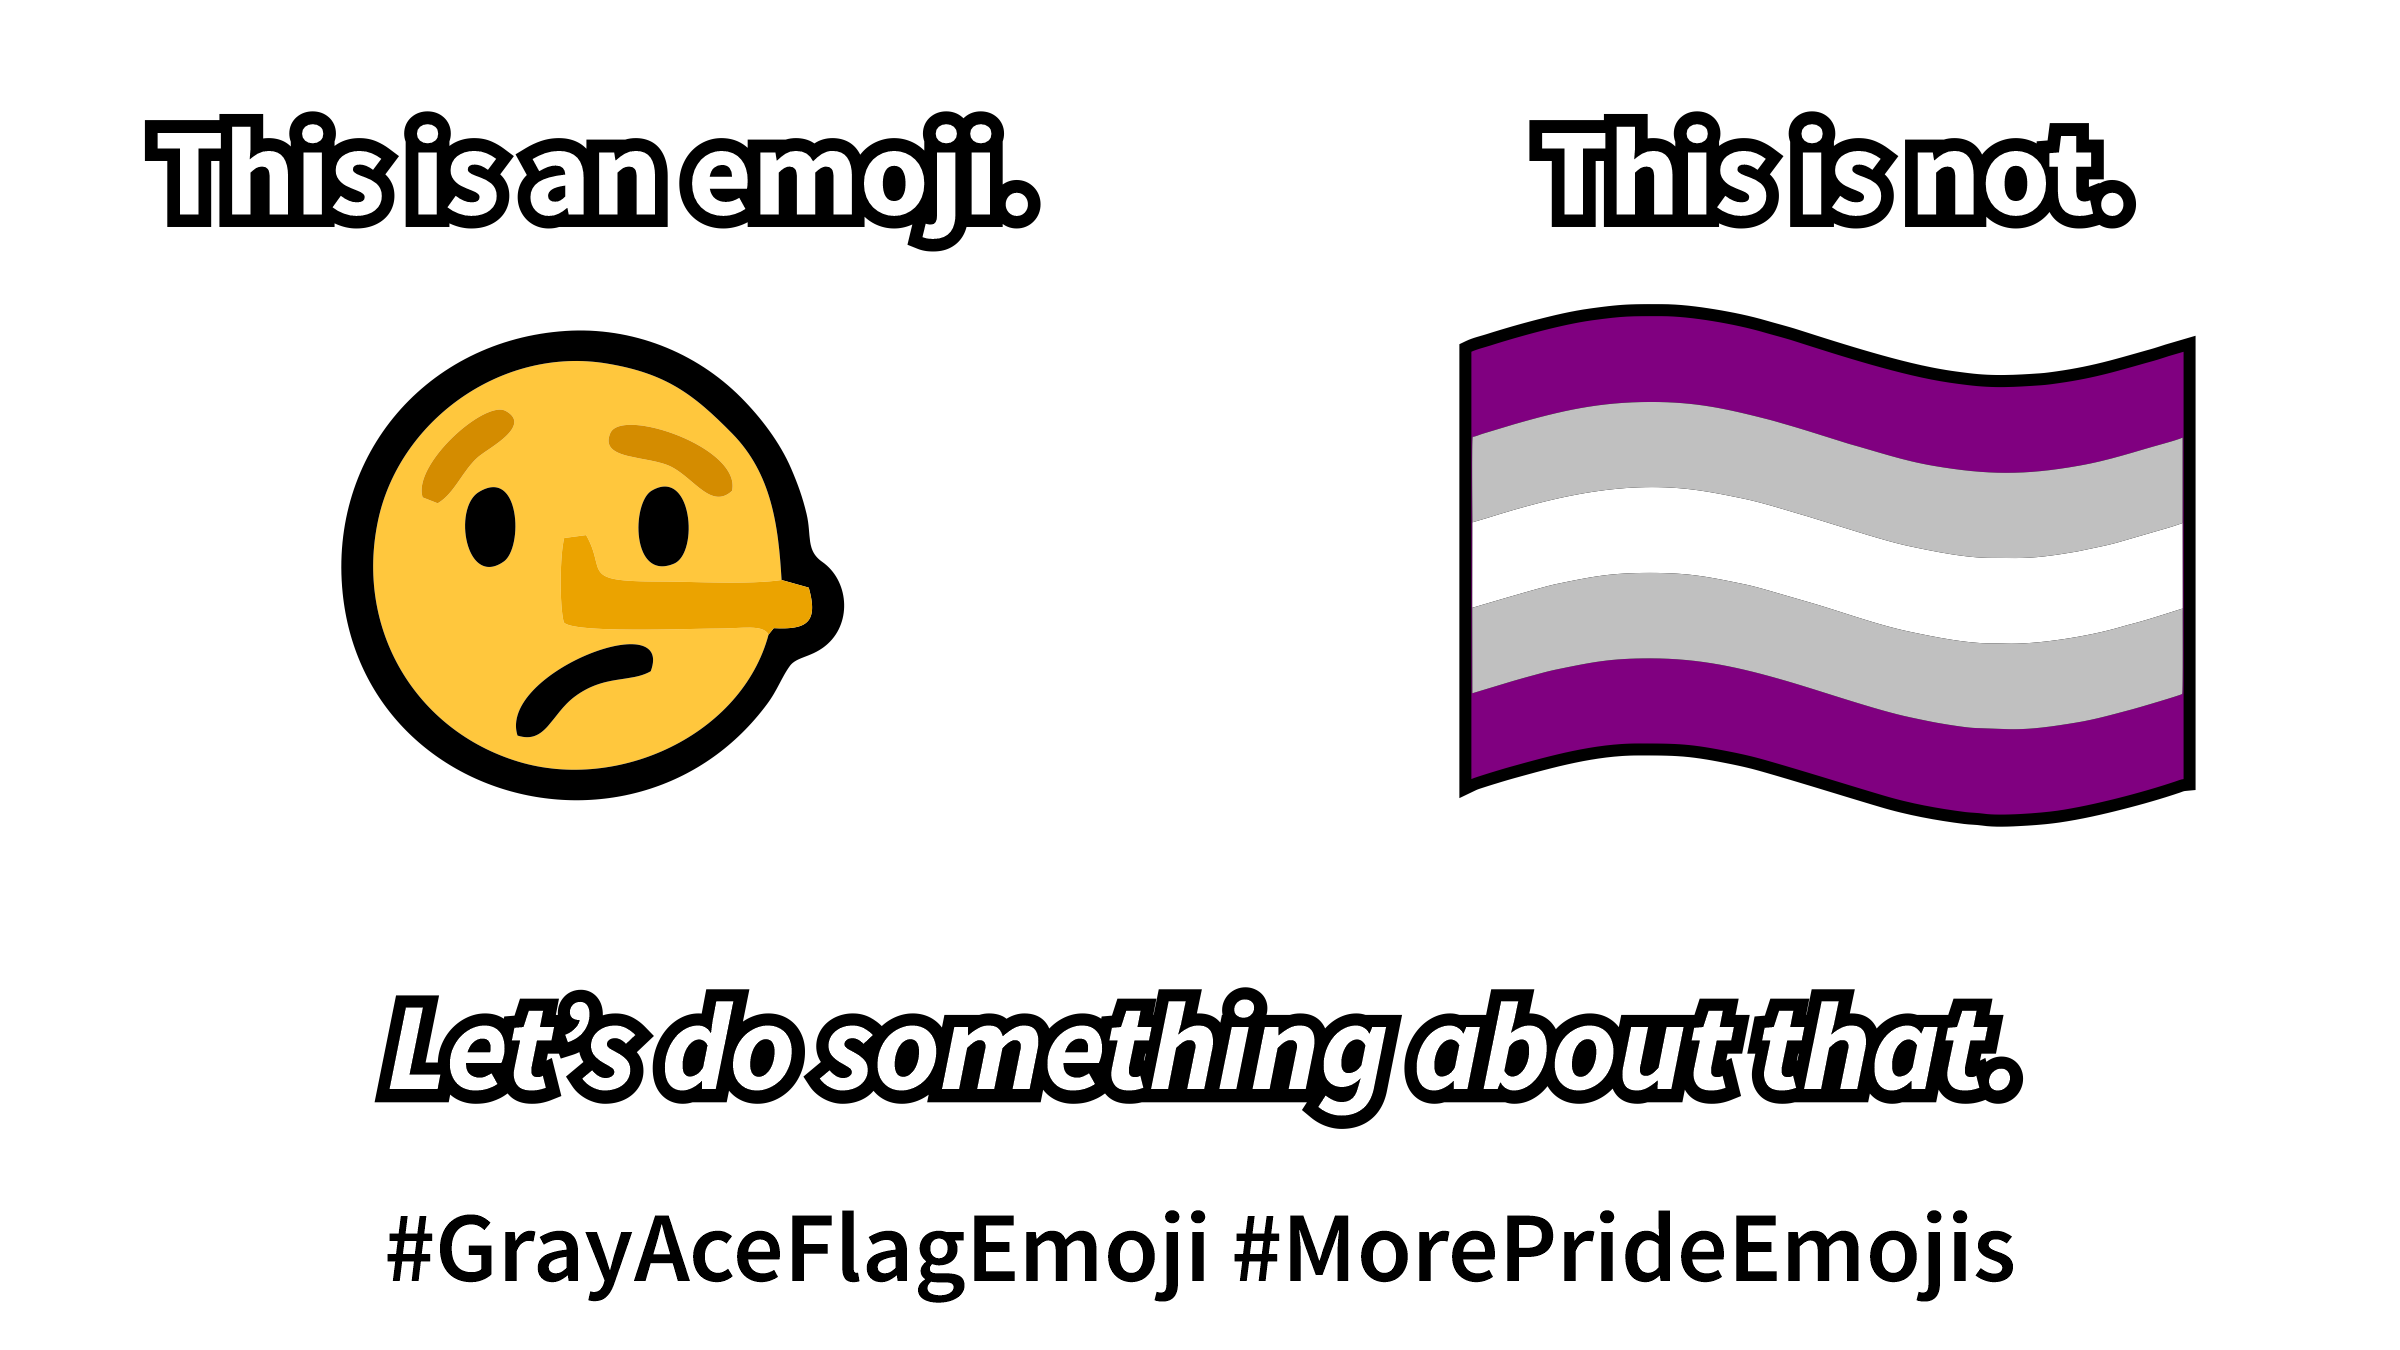 This is an emoji.
This is not.
Let’s do something about that.
#GrayAceFlagEmoji #MorePrideEmojis